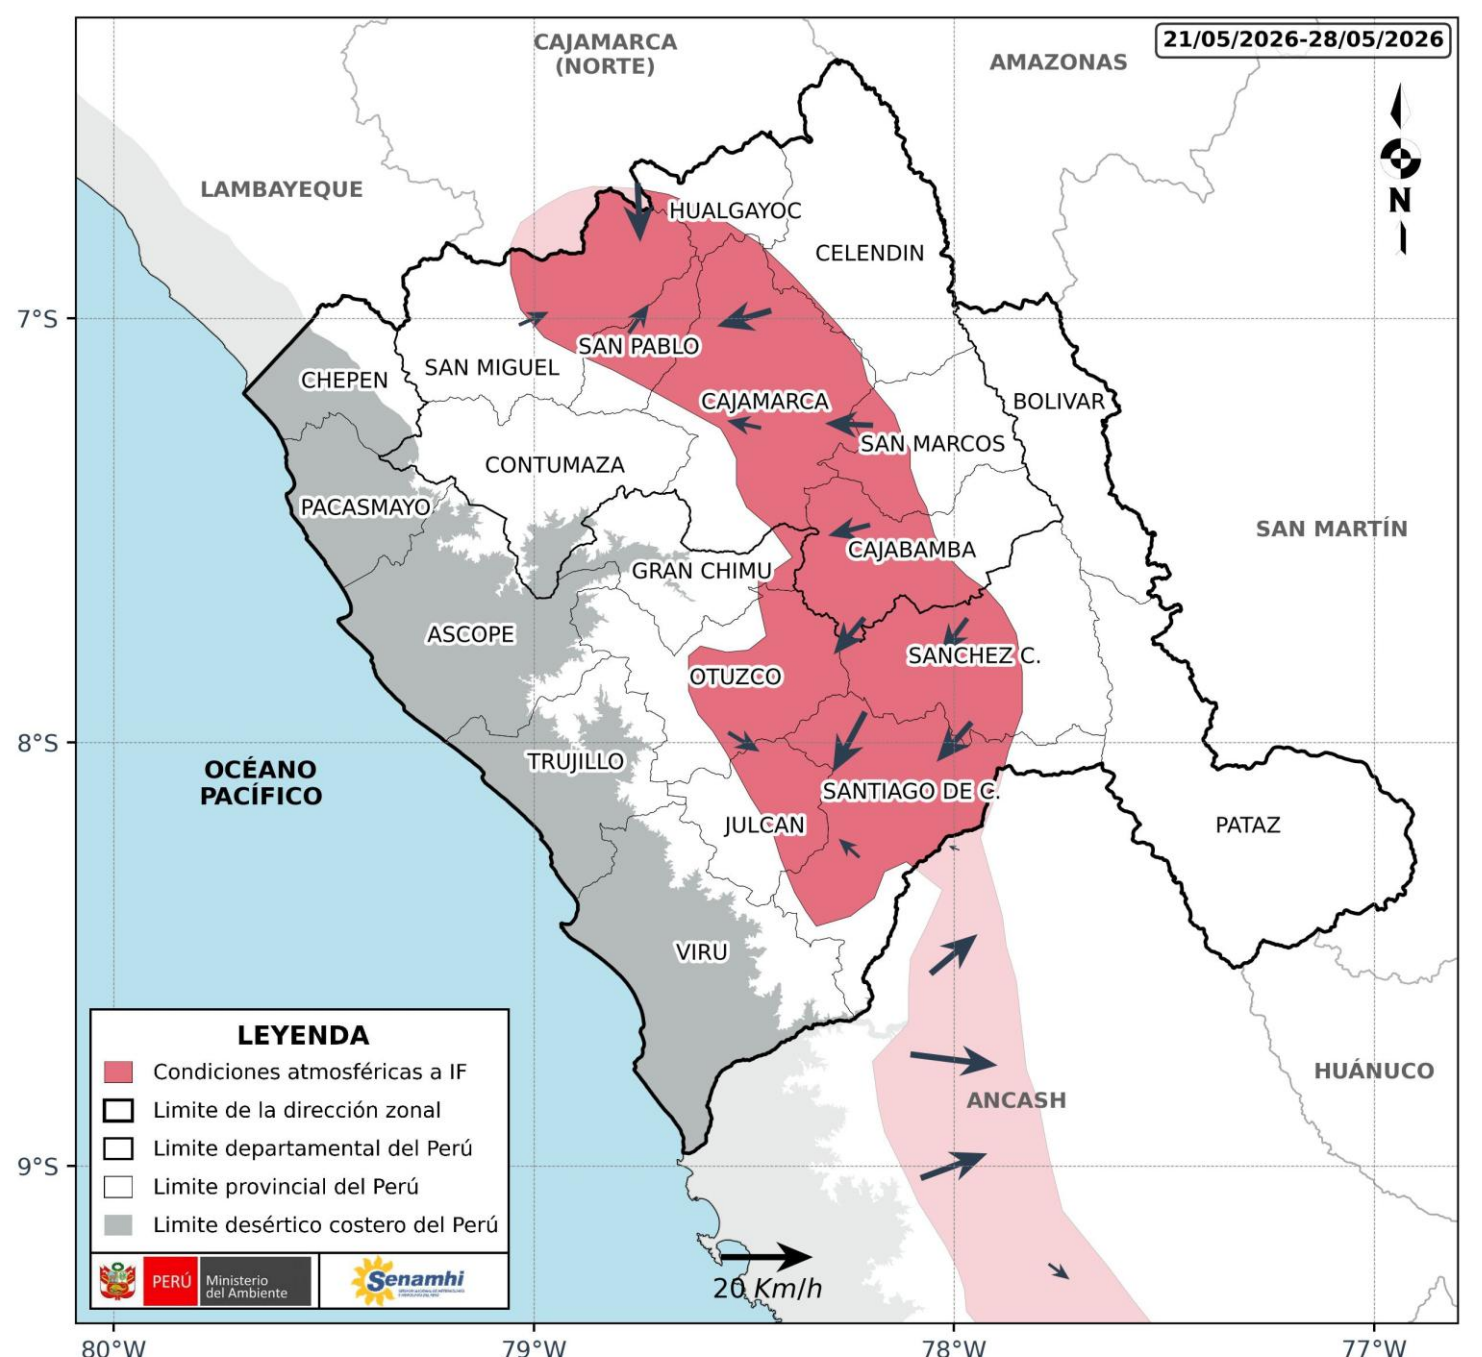 CAJAMARCA
(NORTE)
AMAZONAS
21/05/2026-28/05/2026
LAMBAYEQUE
N
HUALGAYOC
CELENDIN
7°S
SAN PABLO
SAN MIGUEL
CHEPEN
CAJAMARCA
BOLIVAR
SAN MARCOS
CONTUMAZA
PACASMAYO
SAN MARTÍN
CAJABAMBA
GRAN CHIMU
ASCOPE
SANCHEZ C.
OTUZCO
8°S
OCÉANO
PACÍFICO
TRUJILLO
SANTIAGO DE C.
JULCAN
PATAZ
VIRU
HUÁNUCO
ANCASH
9°S
LEYENDA
Condiciones atmosféricas a IF
Limite de la dirección zonal
Limite departamental del Perú
Limite provincial del Perú
Limite desértico costero del Perú
PERÚ
Ministerio
del Ambiente
Senamhi
20 Km/h
80°W
79°W
78°W
77°W